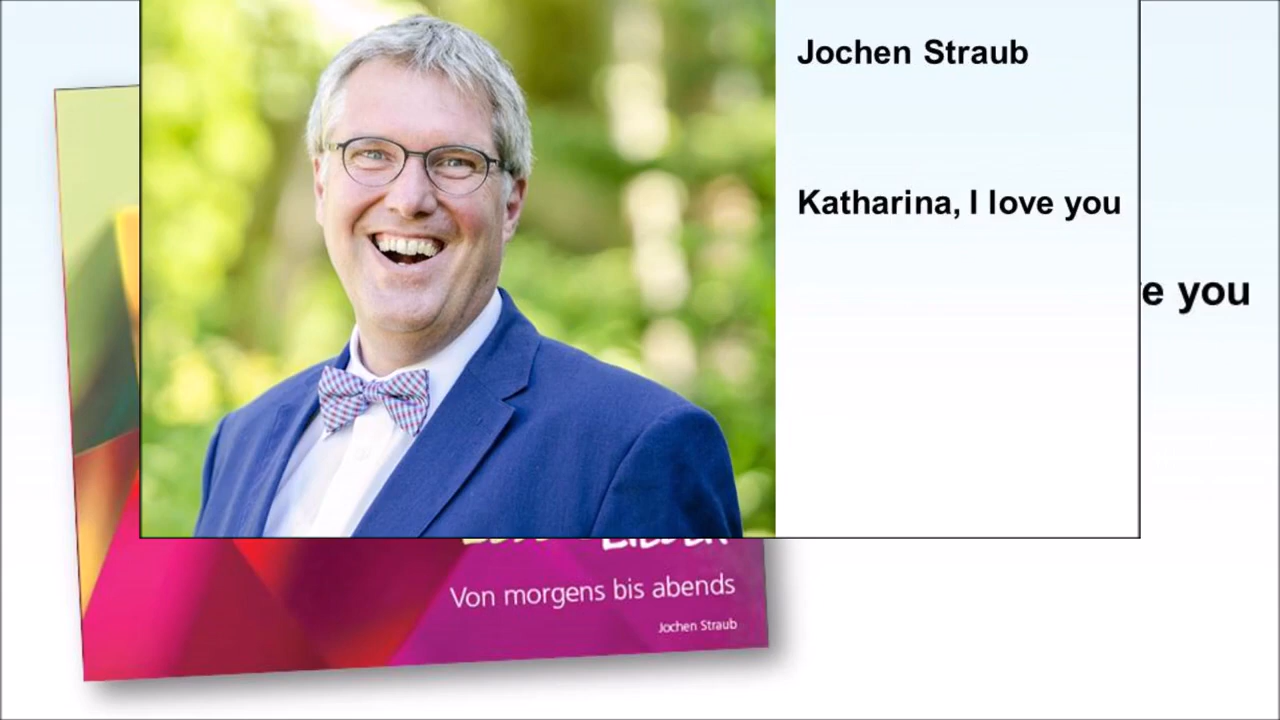 Jochen Straub
Katharina, I love you
e you
Von morgens bis abends
Jochen Straub